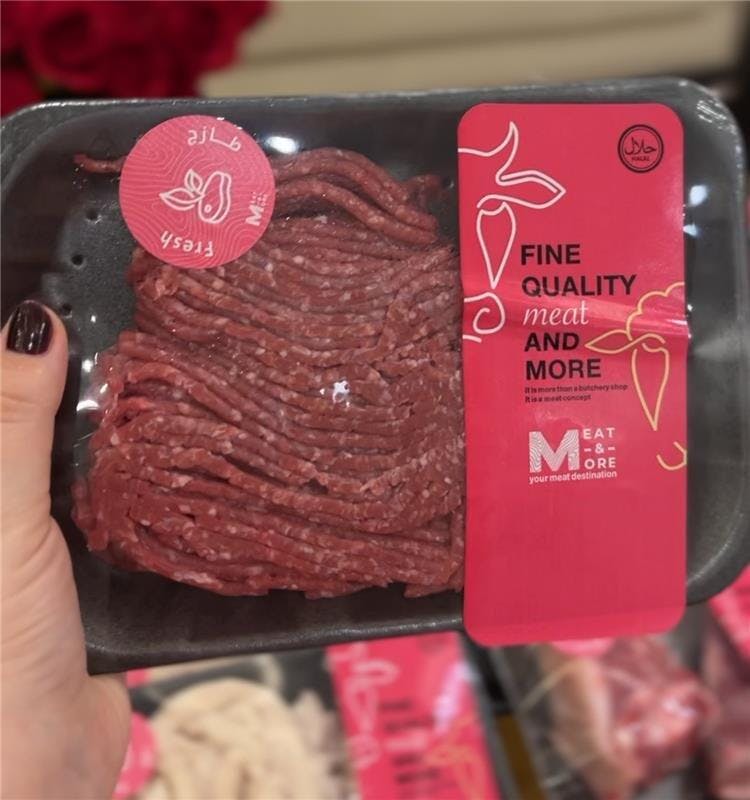 طازج
Fresh
M
حلال
HALAL
FINE
QUALITY
meat
AND
MORE
It is more than a butchery shop
It is a meat concept
MEAT
-&-
ORE
your meat destination